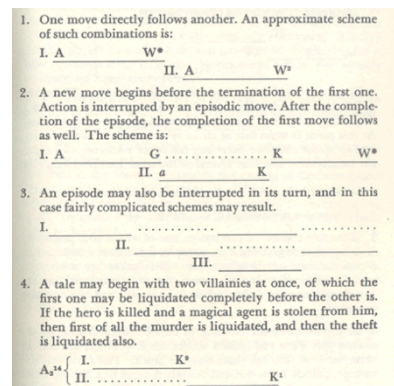 1. One move directly follows another. An approximate scheme
of such combinations is:
I. A W*
II. A W²
2. A new move begins before the termination of the first one.
Action is interrupted by an episodic move. After the comple-
tion of the episode, the completion of the first move follows
as well. The scheme is:
I. A G ............ K W*
II. a K
3. An episode may also be interrupted in its turn, and in this
case fairly complicated schemes may result.
I. ............ ............
II. ............
III.
4. A tale may begin with two villainies at once, of which the
first one may be liquidated completely before the other is.
If the hero is killed and a magical agent is stolen from him,
then first of all the murder is liquidated, and then the theft
is liquidated also.
A₂¹⁴ { I. K⁹
II. ............ K¹